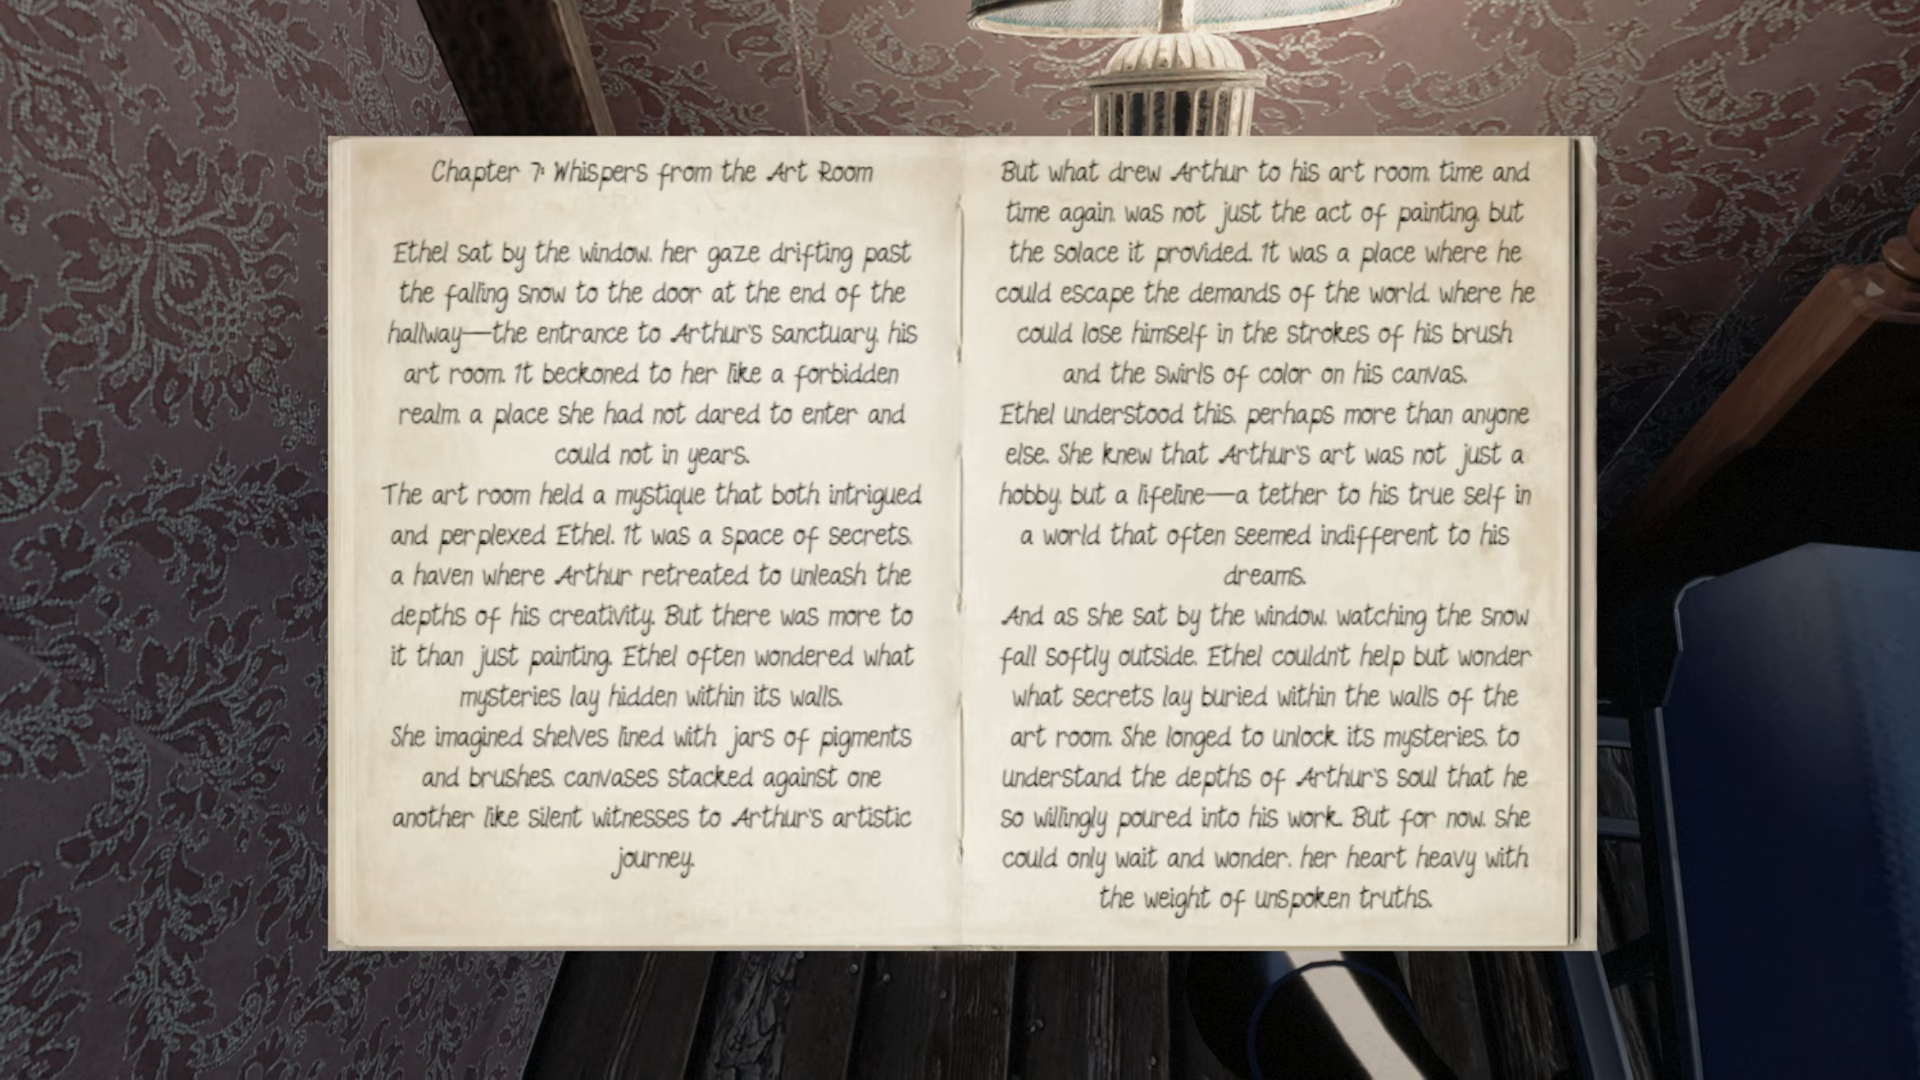 Chapter 7: Whispers from the Art Room
Ethel sat by the window, her gaze drifting past
the falling snow to the door at the end of the
hallway—the entrance to Arthur's sanctuary, his
art room. It beckoned to her like a forbidden
realm, a place she had not dared to enter and
could not in years.
The art room held a mystique that both intrigued
and perplexed Ethel. It was a space of secrets,
a haven where Arthur retreated to unleash the
depths of his creativity. But there was more to
it than just painting. Ethel often wondered what
mysteries lay hidden within its walls.
She imagined shelves lined with jars of pigments
and brushes, canvases stacked against one
another like silent witnesses to Arthur's artistic
journey.
But what drew Arthur to his art room, time and
time again, was not just the act of painting, but
the solace it provided. It was a place where he
could escape the demands of the world, where he
could lose himself in the strokes of his brush
and the swirls of color on his canvas.
Ethel understood this, perhaps more than anyone
else. She knew that Arthur's art was not just a
hobby, but a lifeline—a tether to his true self in
a world that often seemed indifferent to his
dreams.
And as she sat by the window, watching the snow
fall softly outside, Ethel couldn't help but wonder
what secrets lay buried within the walls of the
art room. She longed to unlock its mysteries, to
understand the depths of Arthur's soul that he
so willingly poured into his work. But for now, she
could only wait and wonder, her heart heavy with
the weight of unspoken truths.